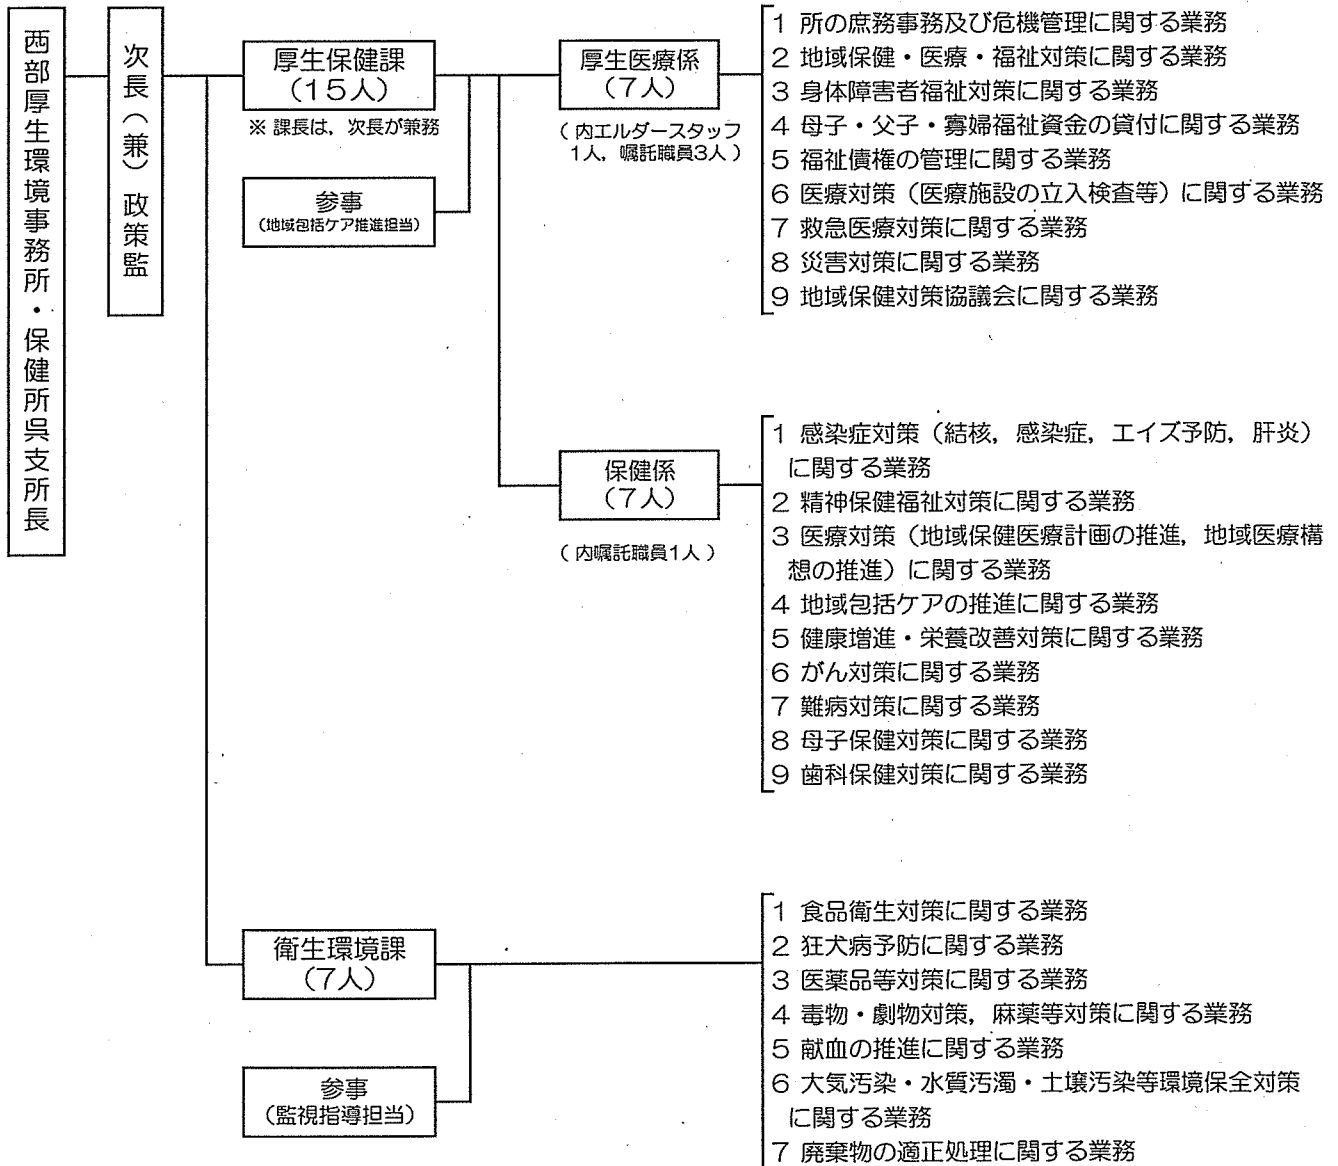 西部厚生環境事務所・保健所呉支所長
次長(兼)政策監
厚生保健課
(15人)
※ 課長は,次長が兼務
参事
(地域包括ケア推進担当)
厚生医療係
(7人)
(内エルダースタッフ
1人,嘱託職員3人)
1 所の庶務事務及び危機管理に関する業務
2 地域保健・医療・福祉対策に関する業務
3 身体障害者福祉対策に関する業務
4 母子・父子・寡婦福祉資金の貸付に関する業務
5 福祉債権の管理に関する業務
6 医療対策(医療施設の立入検査等)に関する業務
7 救急医療対策に関する業務
8 災害対策に関する業務
9 地域保健対策協議会に関する業務
保健係
(7人)
(内嘱託職員1人)
1 感染症対策(結核,感染症,エイズ予防,肝炎)
に関する業務
2 精神保健福祉対策に関する業務
3 医療対策(地域保健医療計画の推進,地域医療構
想の推進)に関する業務
4 地域包括ケアの推進に関する業務
5 健康増進・栄養改善対策に関する業務
6 がん対策に関する業務
7 難病対策に関する業務
8 母子保健対策に関する業務
9 歯科保健対策に関する業務
衛生環境課
(7人)
参事
(監視指導担当)
1 食品衛生対策に関する業務
2 狂犬病予防に関する業務
3 医薬品等対策に関する業務
4 毒物・劇物対策,麻薬等対策に関する業務
5 献血の推進に関する業務
6 大気汚染・水質汚濁・土壌汚染等環境保全対策
に関する業務
7 廃棄物の適正処理に関する業務